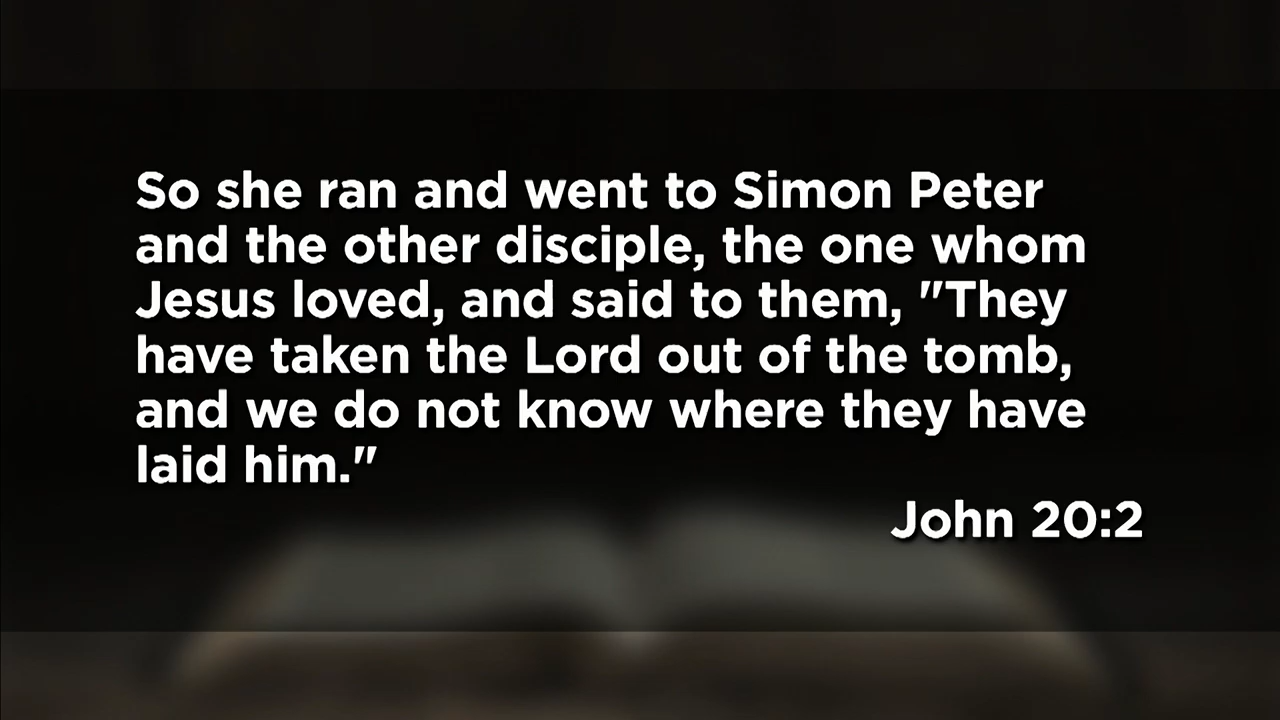 So she ran and went to Simon Peter
and the other disciple, the one whom
Jesus loved, and said to them, "They
have taken the Lord out of the tomb,
and we do not know where they have
laid him."
John 20:2